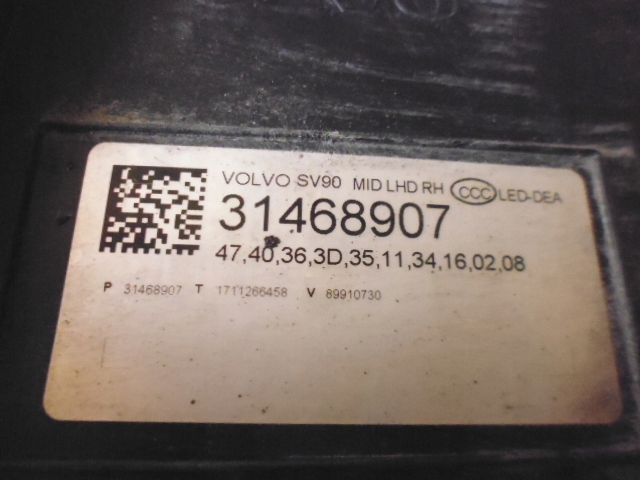 VOLVO SV90 MID LHD RH CCC LED-DEA
31468907
47,40,36,3D,35,11,34,16,02,08
P 31468907 T 1711266458 V 89910730